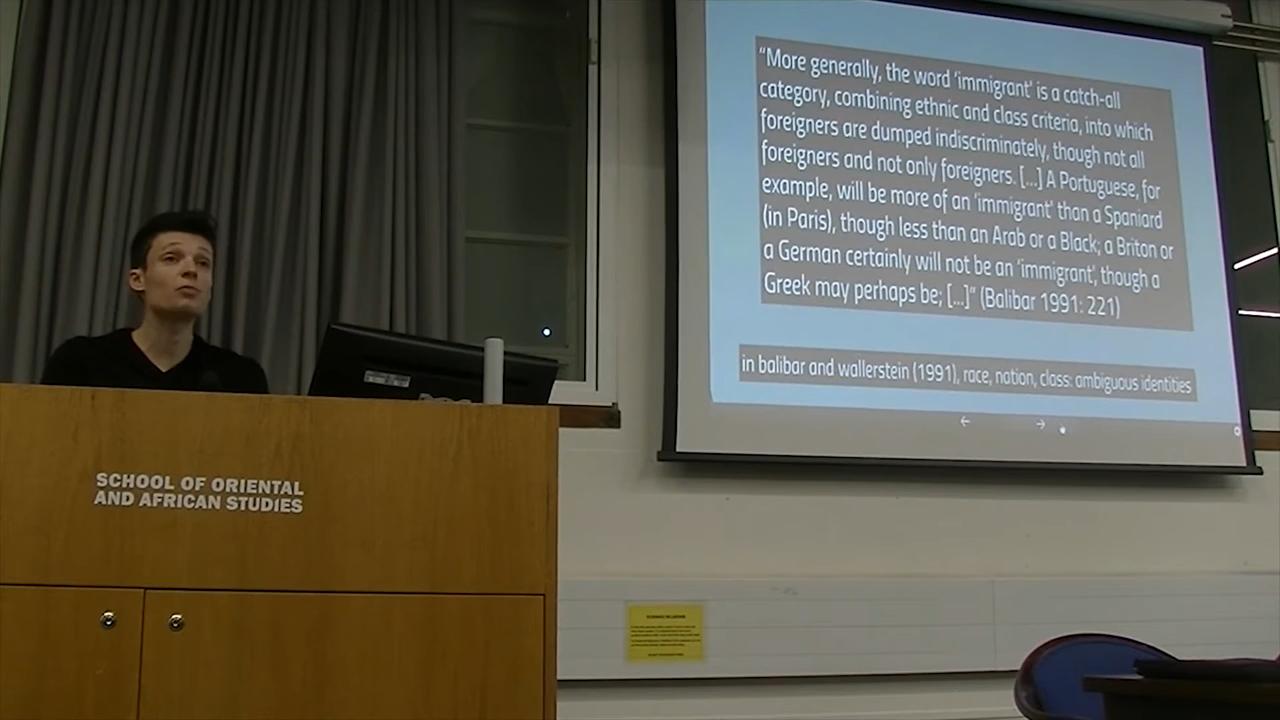 “More generally, the word ‘immigrant’ is a catch-all
category, combining ethnic and class criteria, into which
foreigners are dumped indiscriminately, though not all
foreigners and not only foreigners. [...] A Portuguese, for
example, will be more of an ‘immigrant’ than a Spaniard
(in Paris), though less than an Arab or a Black; a Briton or
a German certainly will not be an ‘immigrant’, though a
Greek may perhaps be; [...]” (Balibar 1991: 221)
in balibar and wallerstein (1991), race, nation, class: ambiguous identities
SCHOOL OF ORIENTAL
AND AFRICAN STUDIES